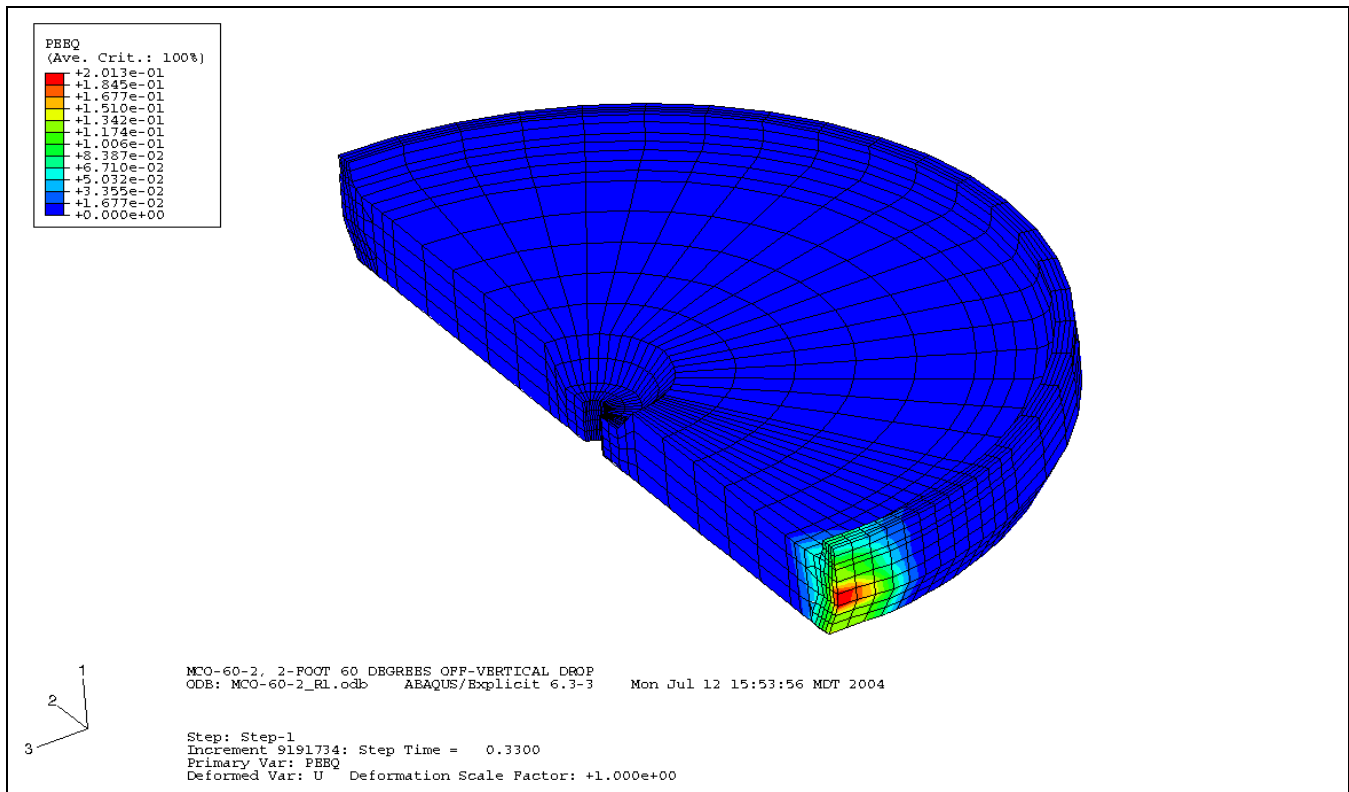 PEEQ
(Ave. Crit.: 100%)
+2.013e-01
+1.845e-01
+1.677e-01
+1.510e-01
+1.342e-01
+1.174e-01
+1.006e-01
+8.387e-02
+6.710e-02
+5.032e-02
+3.355e-02
+1.677e-02
+0.000e+00
MCO-60-2, 2-FOOT 60 DEGREES OFF-VERTICAL DROP
ODB: MCO-60-2_R1.odb ABAQUS/Explicit 6.3-3 Mon Jul 12 15:53:56 MDT 2004
1
2
3
Step: Step-1
Increment 9191734: Step Time = 0.3300
Primary Var: PEEQ
Deformed Var: U Deformation Scale Factor: +1.000e+00